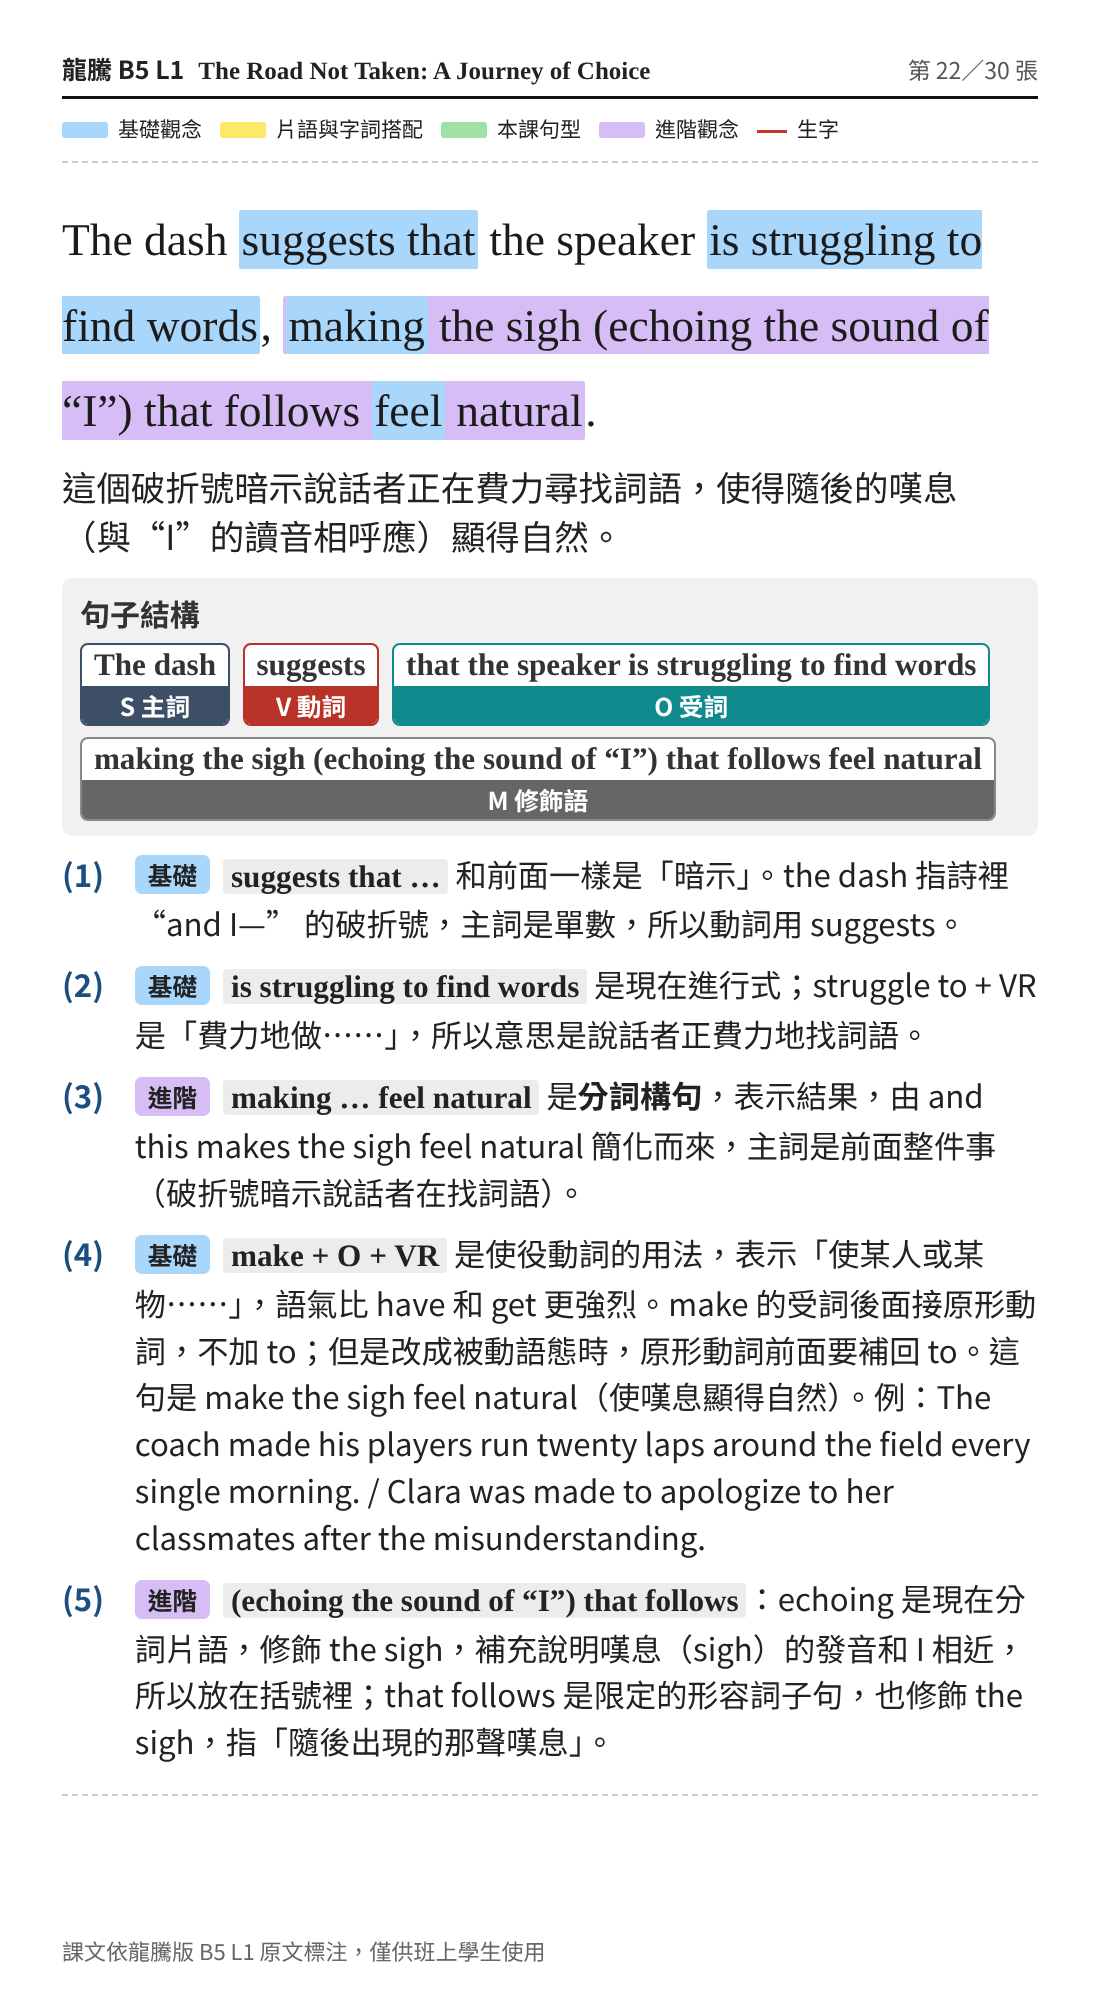 龍騰 B5 L1 The Road Not Taken: A Journey of Choice 第 22／30 張
基礎觀念 片語與字詞搭配 本課句型 進階觀念 生字
The dash suggests that the speaker is struggling to
find words, making the sigh (echoing the sound of
“I”) that follows feel natural.
這個破折號暗示說話者正在費力尋找詞語，使得隨後的嘆息
（與“I”的讀音相呼應）顯得自然。
句子結構
The dash suggests that the speaker is struggling to find words
S 主詞 V 動詞 O 受詞
making the sigh (echoing the sound of “I”) that follows feel natural
M 修飾語
(1) 基礎 suggests that … 和前面一樣是「暗示」。the dash 指詩裡
“and I—” 的破折號，主詞是單數，所以動詞用 suggests。
(2) 基礎 is struggling to find words 是現在進行式；struggle to + VR
是「費力地做……」，所以意思是說話者正費力地找詞語。
(3) 進階 making … feel natural 是分詞構句，表示結果，由 and
this makes the sigh feel natural 簡化而來，主詞是前面整件事
（破折號暗示說話者在找詞語）。
(4) 基礎 make + O + VR 是使役動詞的用法，表示「使某人或某
物……」，語氣比 have 和 get 更強烈。make 的受詞後面接原形動
詞，不加 to；但是改成被動語態時，原形動詞前面要補回 to。這
句是 make the sigh feel natural（使嘆息顯得自然）。例：The
coach made his players run twenty laps around the field every
single morning. / Clara was made to apologize to her
classmates after the misunderstanding.
(5) 進階 (echoing the sound of “I”) that follows：echoing 是現在分
詞片語，修飾 the sigh，補充說明嘆息（sigh）的發音和 I 相近，
所以放在括號裡；that follows 是限定的形容詞子句，也修飾 the
sigh，指「隨後出現的那聲嘆息」。
課文依龍騰版 B5 L1 原文標注，僅供班上學生使用